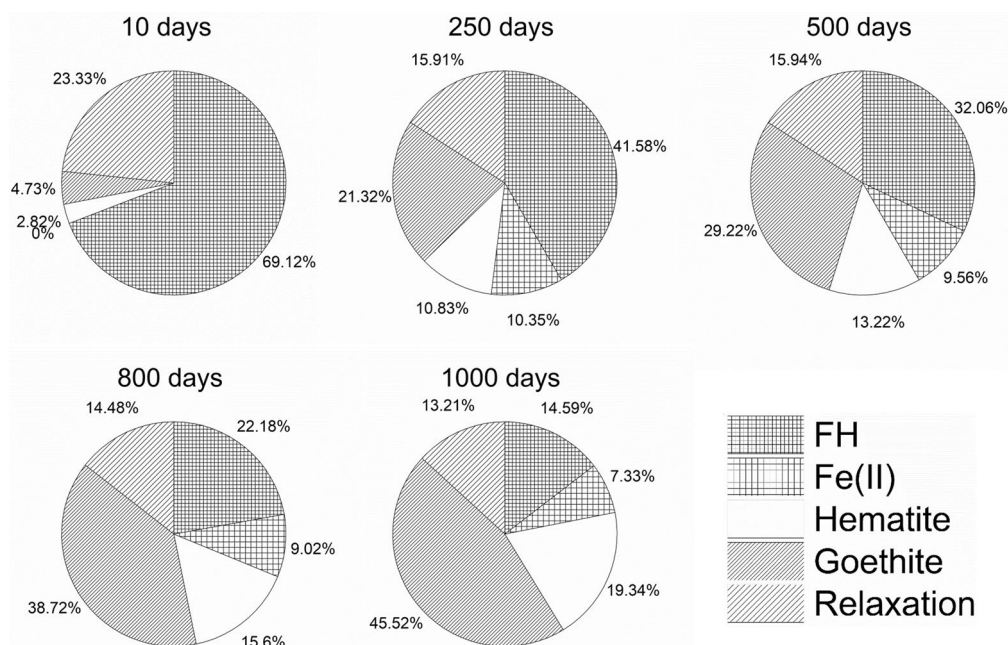 10 days
23.33%
4.73%
2.82%
0%
69.12%
250 days
15.91%
41.58%
21.32%
10.83%
10.35%
500 days
15.94%
32.06%
29.22%
9.56%
13.22%
800 days
14.48%
22.18%
9.02%
38.72%
15.6%
1000 days
13.21%
14.59%
7.33%
19.34%
45.52%
FH
Fe(II)
Hematite
Goethite
Relaxation